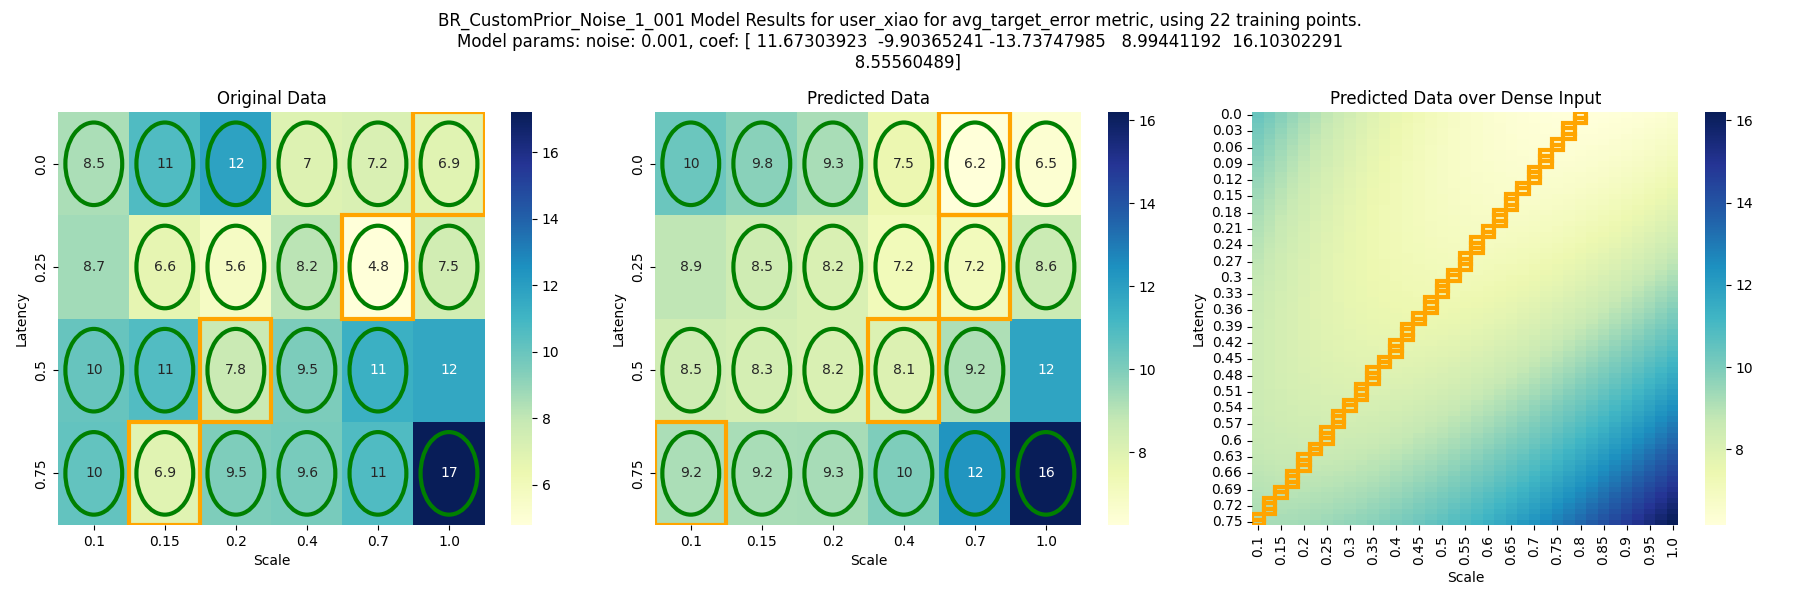 BR_CustomPrior_Noise_1_001 Model Results for user_xiao for avg_target_error metric, using 22 training points.
Model params: noise: 0.001, coef: [ 11.67303923  -9.90365241 -13.73747985   8.99441192  16.10302291
8.55560489]
Original Data
8.5 11 12 7 7.2 6.9
8.7 6.6 5.6 8.2 4.8 7.5
10 11 7.8 9.5 11 12
10 6.9 9.5 9.6 11 17
0.0
0.25
0.5
0.75
Latency
0.1 0.15 0.2 0.4 0.7 1.0
Scale
16
14
12
10
8
6
Predicted Data
10 9.8 9.3 7.5 6.2 6.5
8.9 8.5 8.2 7.2 7.2 8.6
8.5 8.3 8.2 8.1 9.2 12
9.2 9.2 9.3 10 12 16
0.0
0.25
0.5
0.75
Latency
0.1 0.15 0.2 0.4 0.7 1.0
Scale
16
14
12
10
8
Predicted Data over Dense Input
0.0
0.03
0.06
0.09
0.12
0.15
0.18
0.21
0.24
0.27
0.3
0.33
0.36
0.39
0.42
0.45
0.48
0.51
0.54
0.57
0.6
0.63
0.66
0.69
0.72
0.75
Latency
0.1 0.15 0.2 0.25 0.3 0.35 0.4 0.45 0.5 0.55 0.6 0.65 0.7 0.75 0.8 0.85 0.9 0.95 1.0
Scale
16
14
12
10
8